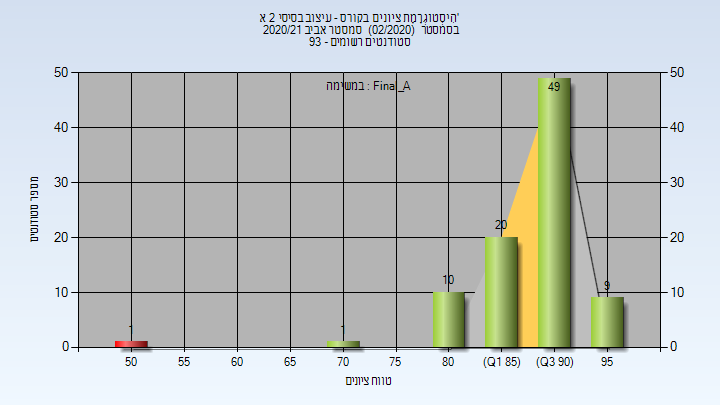 הִיסְטוֹגְרָמַת ציונים בקורס - עיצוב בסיסי 2 א'
בסמסטר (02/2020) סמסטר אביב 2020/21
סטודנטים רשומים - 93
במשימה : Final_A
מספר סטודנטים
50 50
40 40
30 30
20 20
10 10
0 0
1 1 10 20 49 9
50 55 60 65 70 75 80 (Q1 85) (Q3 90) 95
טווח ציונים